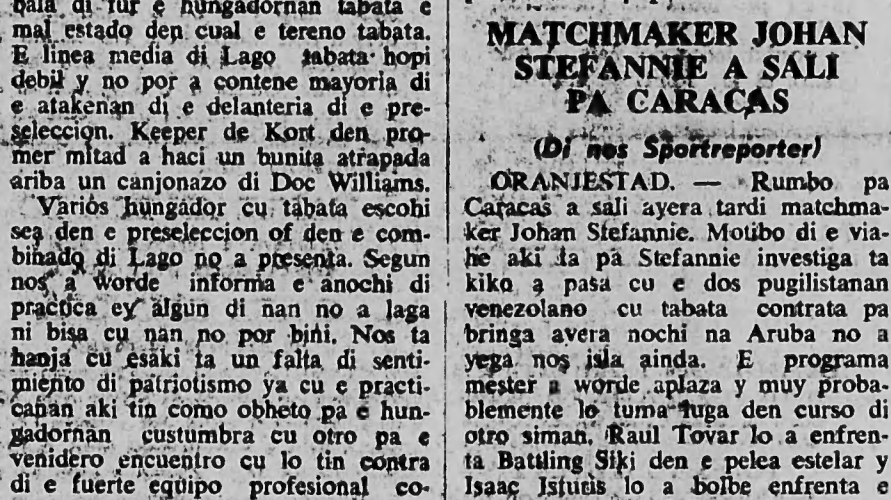 bala di fur e hungadornan tabata e
mal estado den cual e tereno tabata.
E linea media di Lago tabata hopi
debil y no por a contene mayoria di
e atakenan di e delanteria di e pre-
seleccion. Keeper de Kort den pro-
mer mitad a haci un bunita atrapada
ariba un canjonazo di Doc Williams.
Varios hungador cu tabata escohi
sea den e preseleccion of den e com-
binado di Lago no a presenta. Segun
nos a worde informa e anochi di
practica ey algun di nan no a laga
ni bisa cu nan no por bini. Nos ta
hanja cu esaki ta un falta di senti-
miento di patriotismo ya cu e practi-
canan aki tin como obheto pa e hun-
gadornan custumbra cu otro pa e
venidero encuentro cu lo tin contra
di e fuerte equipo profesional co-
MATCHMAKER JOHAN
STEFANNIE A SALI
PA CARACAS
(Di nos Sportreporter)
ORANJESTAD. — Rumbo pa
Caracas a sali ayera tardi matchma-
ker Johan Stefannie. Motibo di e via-
he aki ta pa Stefannie investiga ta
kiko a pasa cu e dos pugilistanan
venezolano cu tabata contrata pa
bringa ayera nochi na Aruba no a
yega nos isla ainda. E programa
mester a worde aplaza y muy proba-
blemente lo tuma luga den curso di
otro siman. Raul Tovar lo a enfren-
ta Battling Siki den e pelea estelar y
Isaac Isturis lo a bolbe enfrenta e